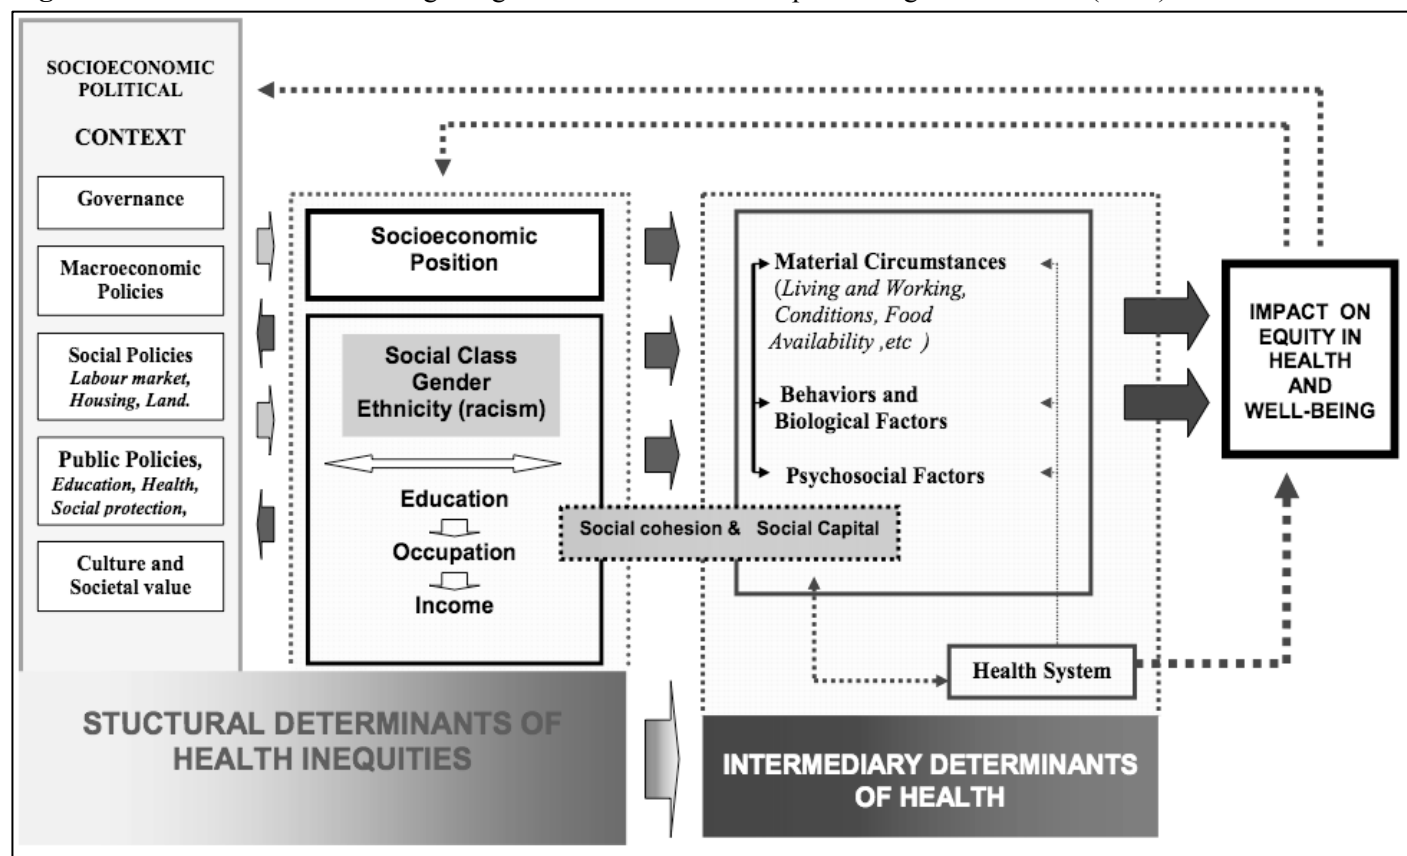 SOCIOECONOMIC
POLITICAL
CONTEXT
Governance
Macroeconomic
Policies
Social Policies
Labour market,
Housing, Land.
Public Policies,
Education, Health,
Social protection,
Culture and
Societal value
Socioeconomic
Position
Social Class
Gender
Ethnicity (racism)
Education
Occupation
Income
Social cohesion & Social Capital
Material Circumstances
(Living and Working,
Conditions, Food
Availability ,etc )
Behaviors and
Biological Factors
Psychosocial Factors
Health System
IMPACT ON
EQUITY IN
HEALTH
AND
WELL-BEING
STUCTURAL DETERMINANTS OF
HEALTH INEQUITIES
INTERMEDIARY DETERMINANTS
OF HEALTH